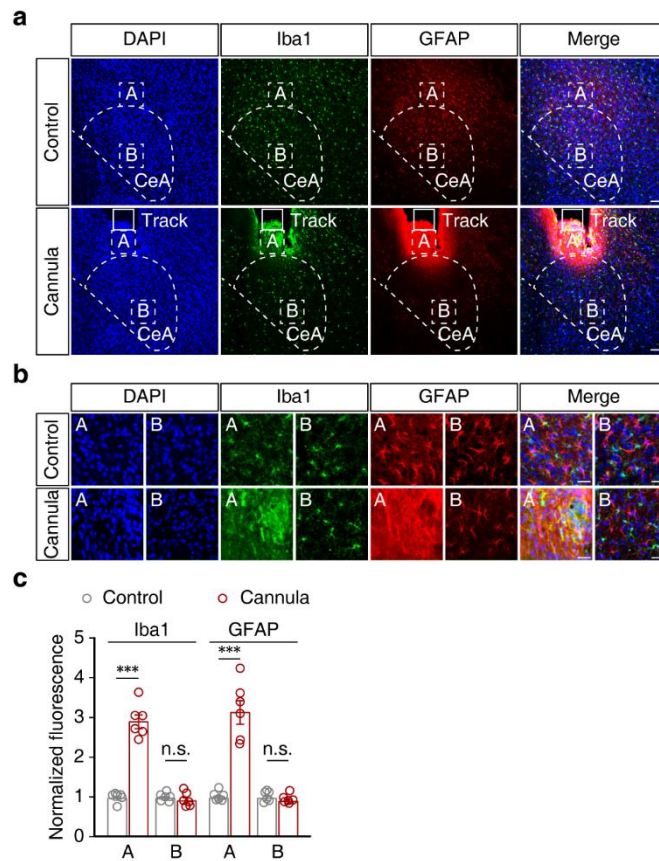 a
DAPI Iba1 GFAP Merge
Control
A A A A
B B B B
CeA CeA CeA CeA
Cannula
Track Track Track Track
A A A A
B B B B
CeA CeA CeA CeA
b
DAPI Iba1 GFAP Merge
Control
A B A B A B A B
Cannula
A B A B A B A B
c
Control Cannula
Iba1 GFAP
Normalized fluorescence
5
4
3
2
1
0
*** n.s. *** n.s.
A B A B